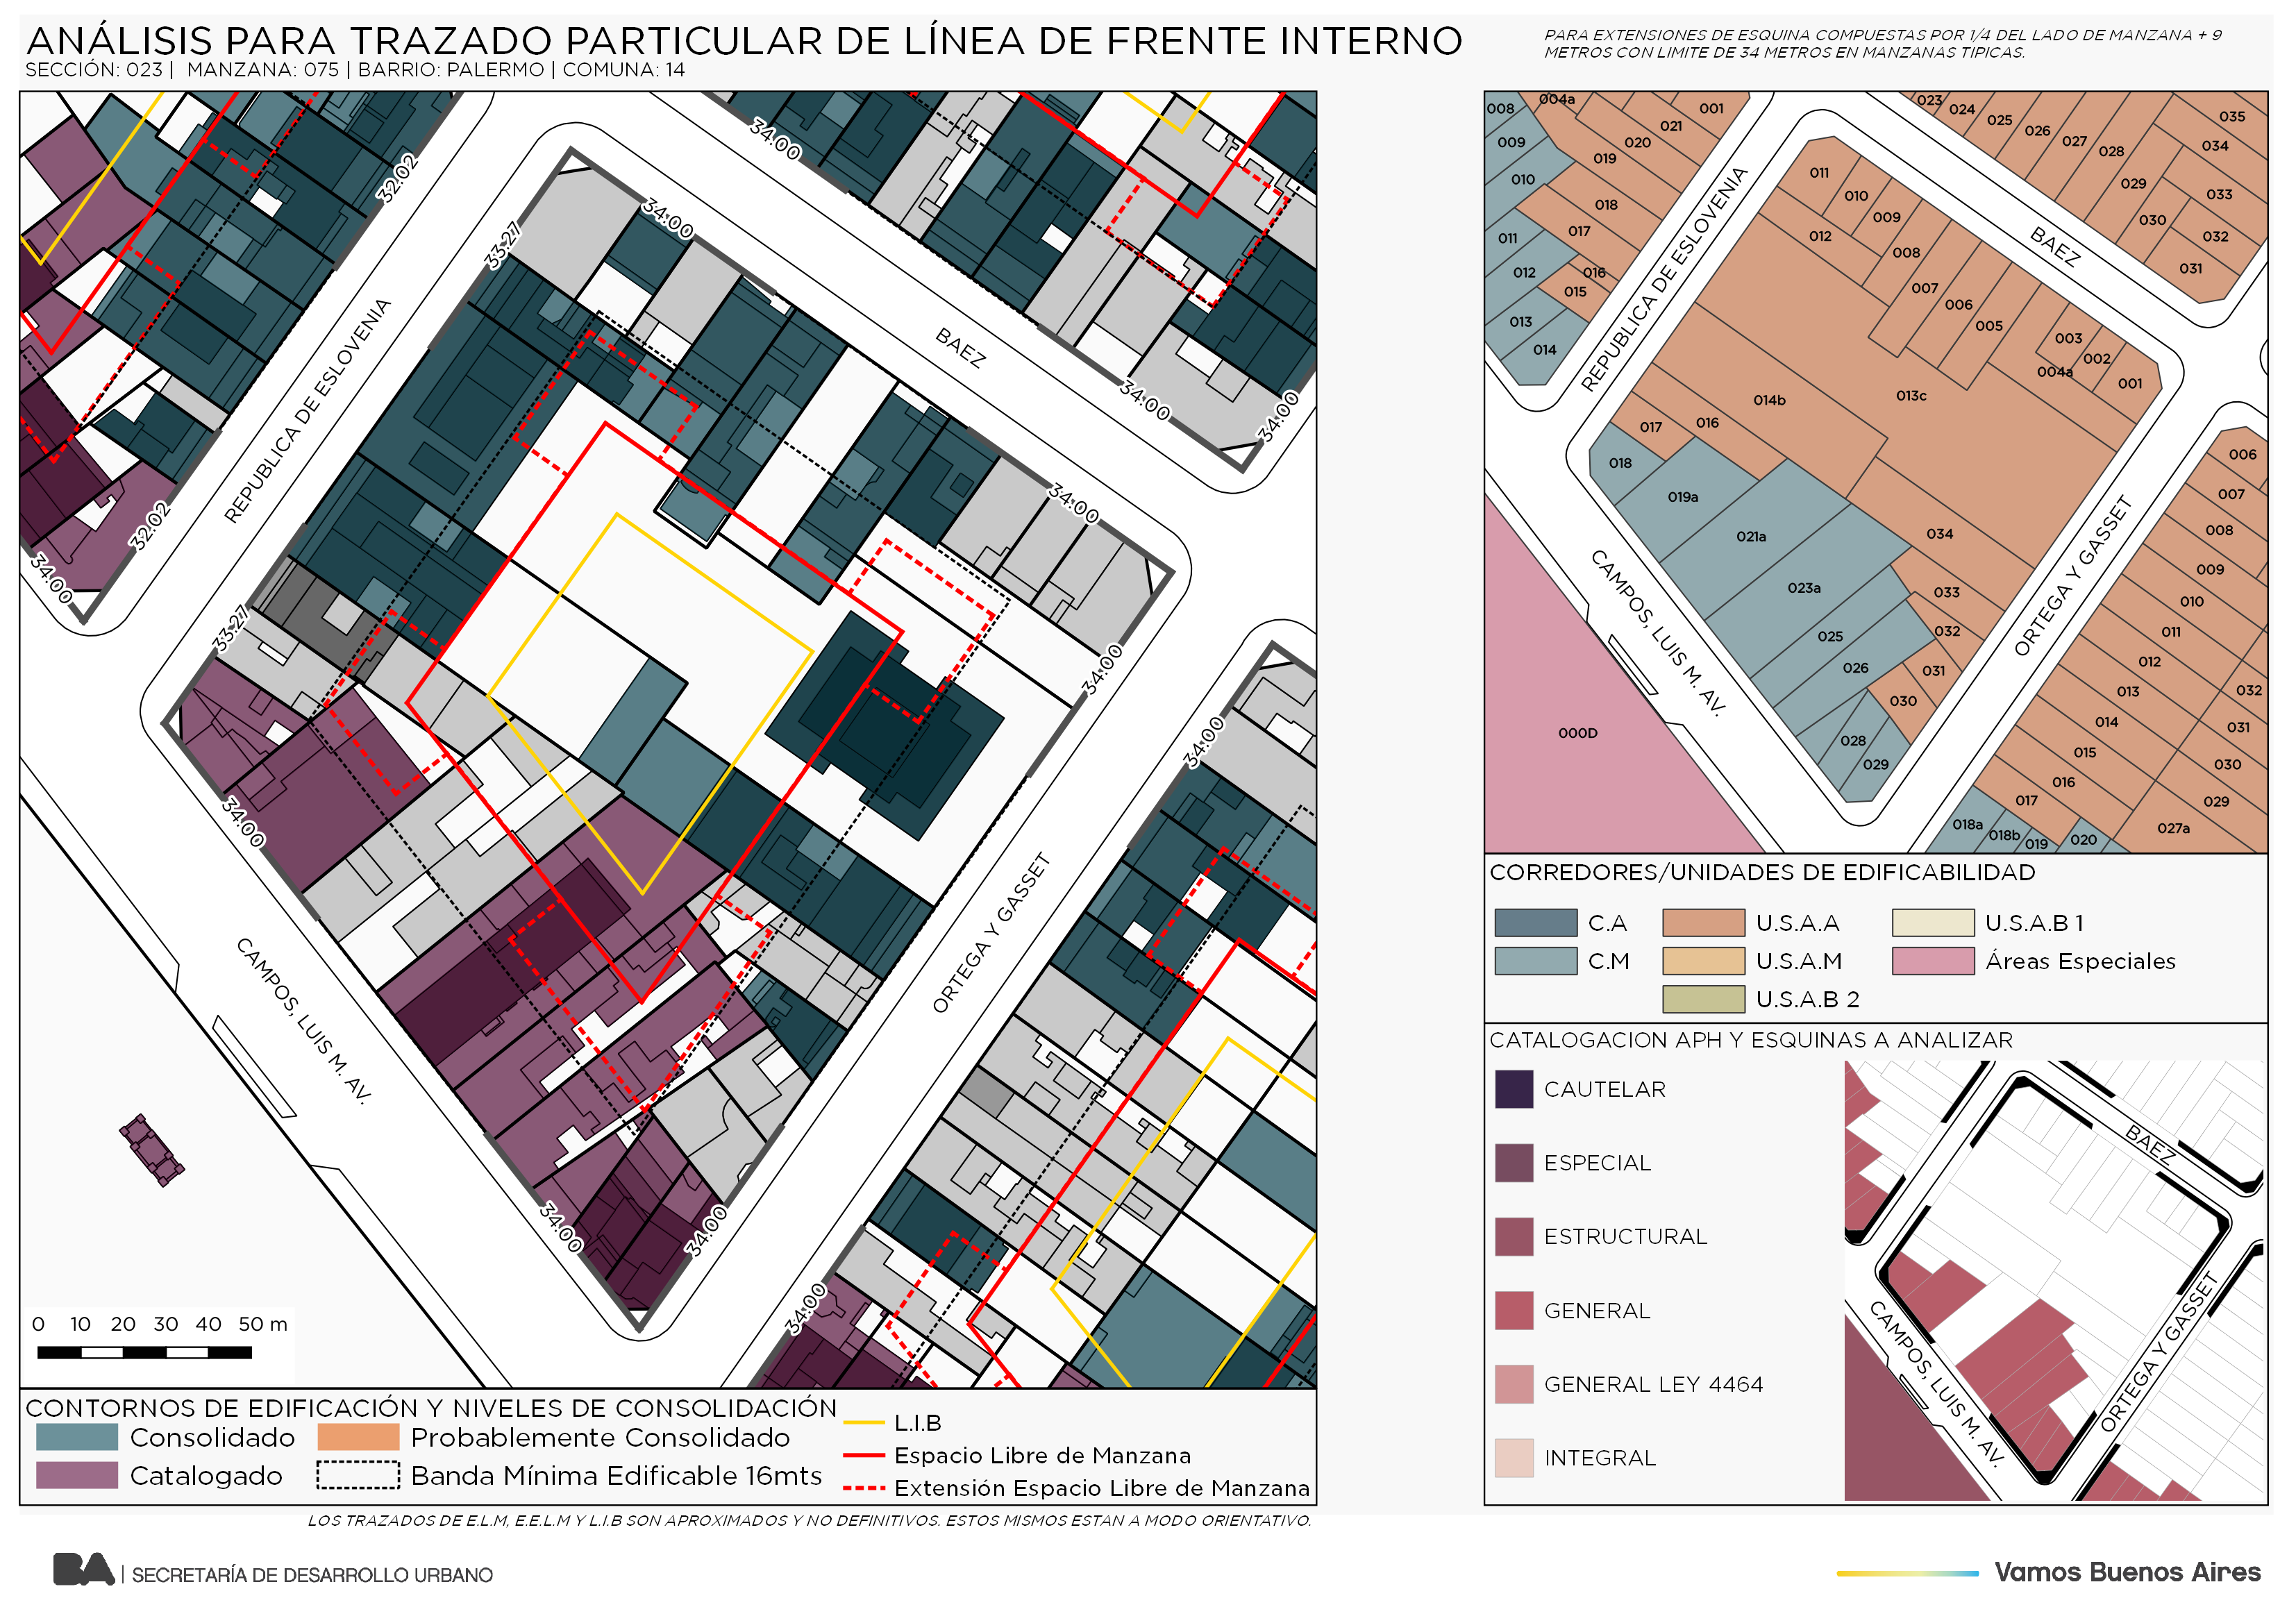 ANÁLISIS PARA TRAZADO PARTICULAR DE LÍNEA DE FRENTE INTERNO
SECCIÓN: 023 | MANZANA: 075 | BARRIO: PALERMO | COMUNA: 14
PARA EXTENSIONES DE ESQUINA COMPUESTAS POR 1/4 DEL LADO DE MANZANA + 9
METROS CON LIMITE DE 34 METROS EN MANZANAS TIPICAS.
34:00
32.02
34:00
33.27
BAEZ
REPUBLICA DE ESLOVENIA
34:00
34:00
34:00
32.02
34:00
33.27
34:00
34:00
34:00
CAMPOS, LUIS M. AV.
ORTEGA Y GASSET
34:00
34:00
34:00
0 10 20 30 40 50 m
CONTORNOS DE EDIFICACIÓN Y NIVELES DE CONSOLIDACIÓN
Consolidado
Probablemente Consolidado
Catalogado
Banda Mínima Edificable 16mts
L.I.B
Espacio Libre de Manzana
Extensión Espacio Libre de Manzana
LOS TRAZADOS DE E.L.M, E.E.L.M Y L.I.B SON APROXIMADOS Y NO DEFINITIVOS. ESTOS MISMOS ESTAN A MODO ORIENTATIVO.
008
004a
001
021
020
009
019
010
018
017
011
016
012
015
013
014
REPUBLICA DE ESLOVENIA
011
010
009
012
008
007
006
005
003
002
004a
001
013c
014b
017
016
018
019a
021a
034
023a
033
025
032
026
031
030
028
029
BAEZ
023
024
025
026
027
028
029
030
031
035
034
033
032
CAMPOS, LUIS M. AV.
ORTEGA Y GASSET
000D
006
007
008
009
010
011
012
013
032
014
031
015
030
016
029
017
027a
018a
018b
019
020
CORREDORES/UNIDADES DE EDIFICABILIDAD
C.A
U.S.A.A
U.S.A.B 1
C.M
U.S.A.M
Áreas Especiales
U.S.A.B 2
CATALOGACION APH Y ESQUINAS A ANALIZAR
CAUTELAR
ESPECIAL
ESTRUCTURAL
GENERAL
GENERAL LEY 4464
INTEGRAL
BAEZ
CAMPOS, LUIS M. AV.
ORTEGA Y GASSET
BA | SECRETARÍA DE DESARROLLO URBANO
Vamos Buenos Aires